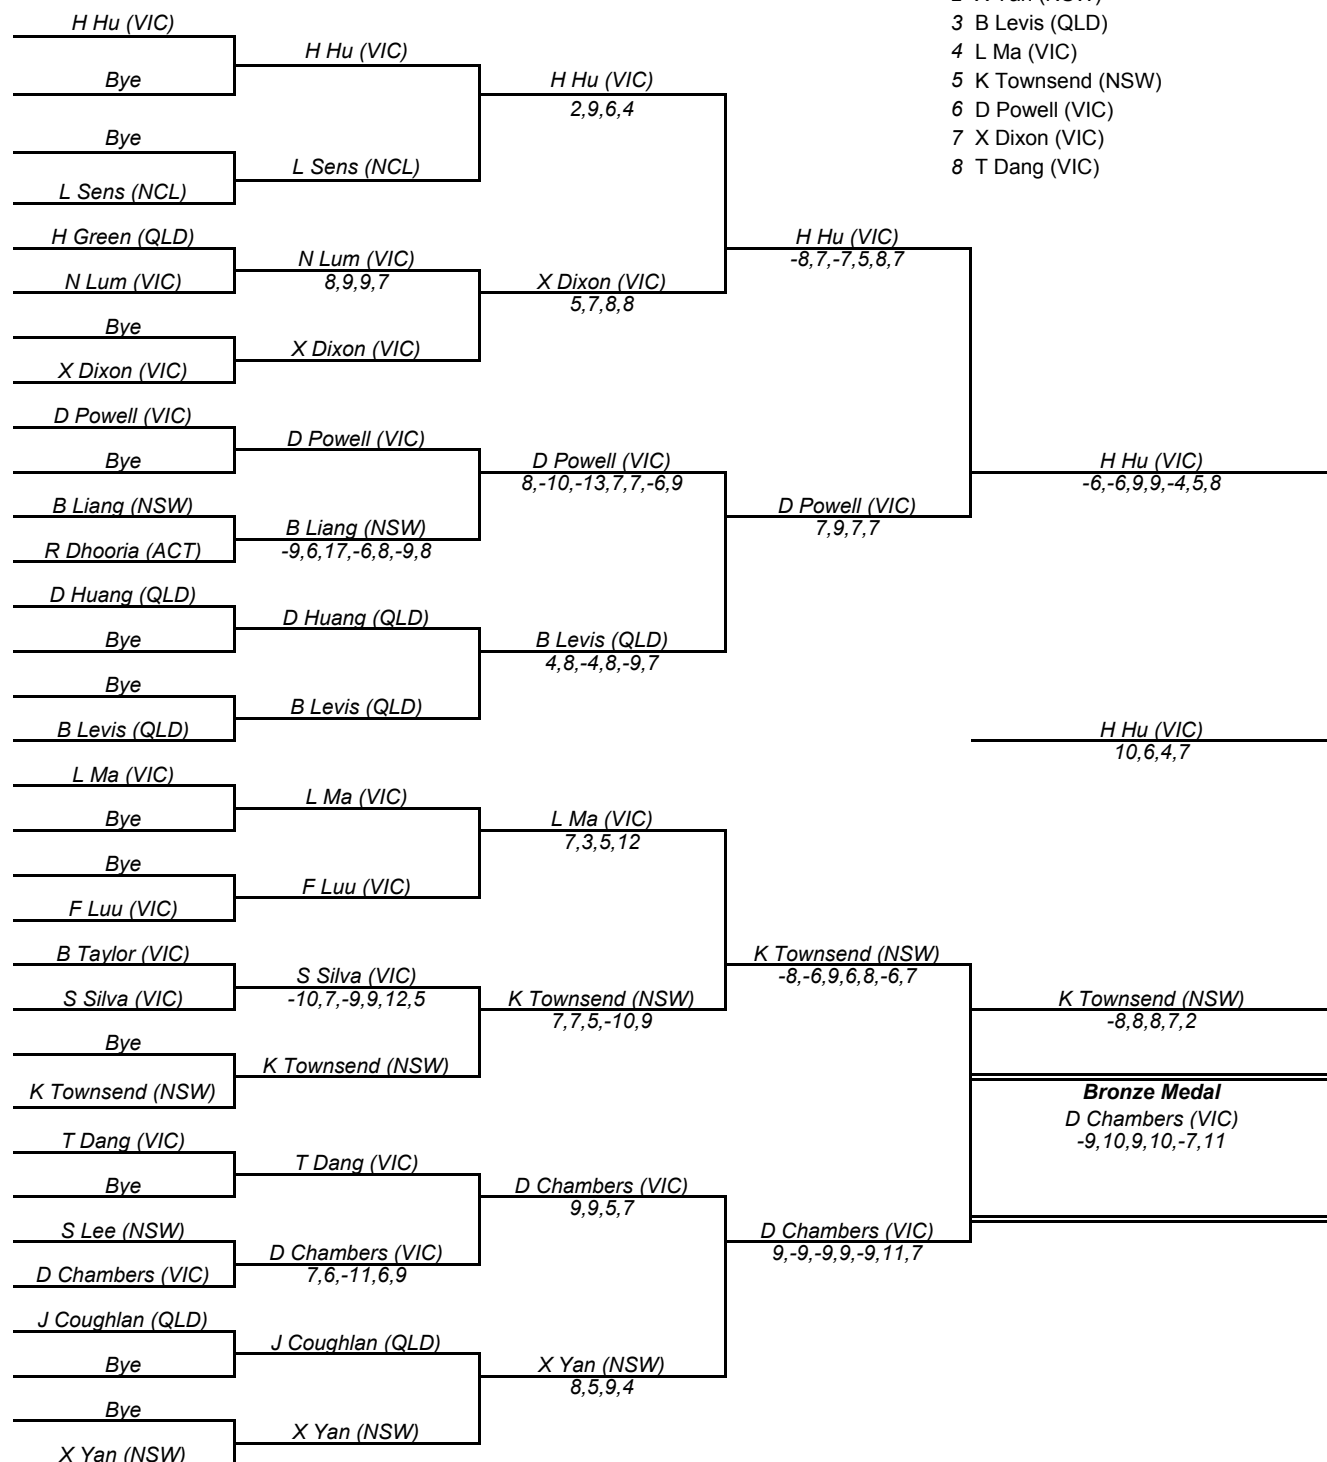 2 X Yan (NSW)
3 B Levis (QLD)
4 L Ma (VIC)
5 K Townsend (NSW)
6 D Powell (VIC)
7 X Dixon (VIC)
8 T Dang (VIC)
H Hu (VIC)
Bye
Bye
L Sens (NCL)
H Green (QLD)
N Lum (VIC)
Bye
X Dixon (VIC)
D Powell (VIC)
Bye
B Liang (NSW)
R Dhooria (ACT)
D Huang (QLD)
Bye
Bye
B Levis (QLD)
L Ma (VIC)
Bye
Bye
F Luu (VIC)
B Taylor (VIC)
S Silva (VIC)
Bye
K Townsend (NSW)
T Dang (VIC)
Bye
S Lee (NSW)
D Chambers (VIC)
J Coughlan (QLD)
Bye
Bye
X Yan (NSW)
H Hu (VIC)
L Sens (NCL)
N Lum (VIC)
8,9,9,7
X Dixon (VIC)
D Powell (VIC)
B Liang (NSW)
-9,6,17,-6,8,-9,8
D Huang (QLD)
B Levis (QLD)
L Ma (VIC)
F Luu (VIC)
S Silva (VIC)
-10,7,-9,9,12,5
K Townsend (NSW)
T Dang (VIC)
D Chambers (VIC)
7,6,-11,6,9
J Coughlan (QLD)
X Yan (NSW)
H Hu (VIC)
2,9,6,4
X Dixon (VIC)
5,7,8,8
D Powell (VIC)
8,-10,-13,7,7,-6,9
B Levis (QLD)
4,8,-4,8,-9,7
L Ma (VIC)
7,3,5,12
K Townsend (NSW)
7,7,5,-10,9
D Chambers (VIC)
9,9,5,7
X Yan (NSW)
8,5,9,4
H Hu (VIC)
-8,7,-7,5,8,7
D Powell (VIC)
7,9,7,7
K Townsend (NSW)
-8,-6,9,6,8,-6,7
D Chambers (VIC)
9,-9,-9,9,-9,11,7
H Hu (VIC)
-6,-6,9,9,-4,5,8
H Hu (VIC)
10,6,4,7
K Townsend (NSW)
-8,8,8,7,2
Bronze Medal
D Chambers (VIC)
-9,10,9,10,-7,11